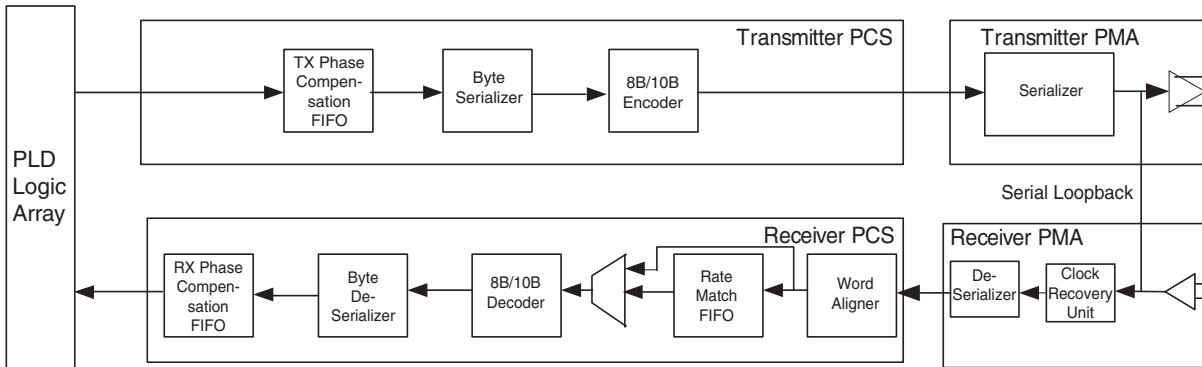 PLD
Logic
Array
Transmitter PCS
TX Phase
Compen-
sation
FIFO
Byte
Serializer
8B/10B
Encoder
Transmitter PMA
Serializer
Serial Loopback
Receiver PCS
RX Phase
Compen-
sation
FIFO
Byte
De-
Serializer
8B/10B
Decoder
Rate
Match
FIFO
Word
Aligner
Receiver PMA
De-
Serializer
Clock
Recovery
Unit